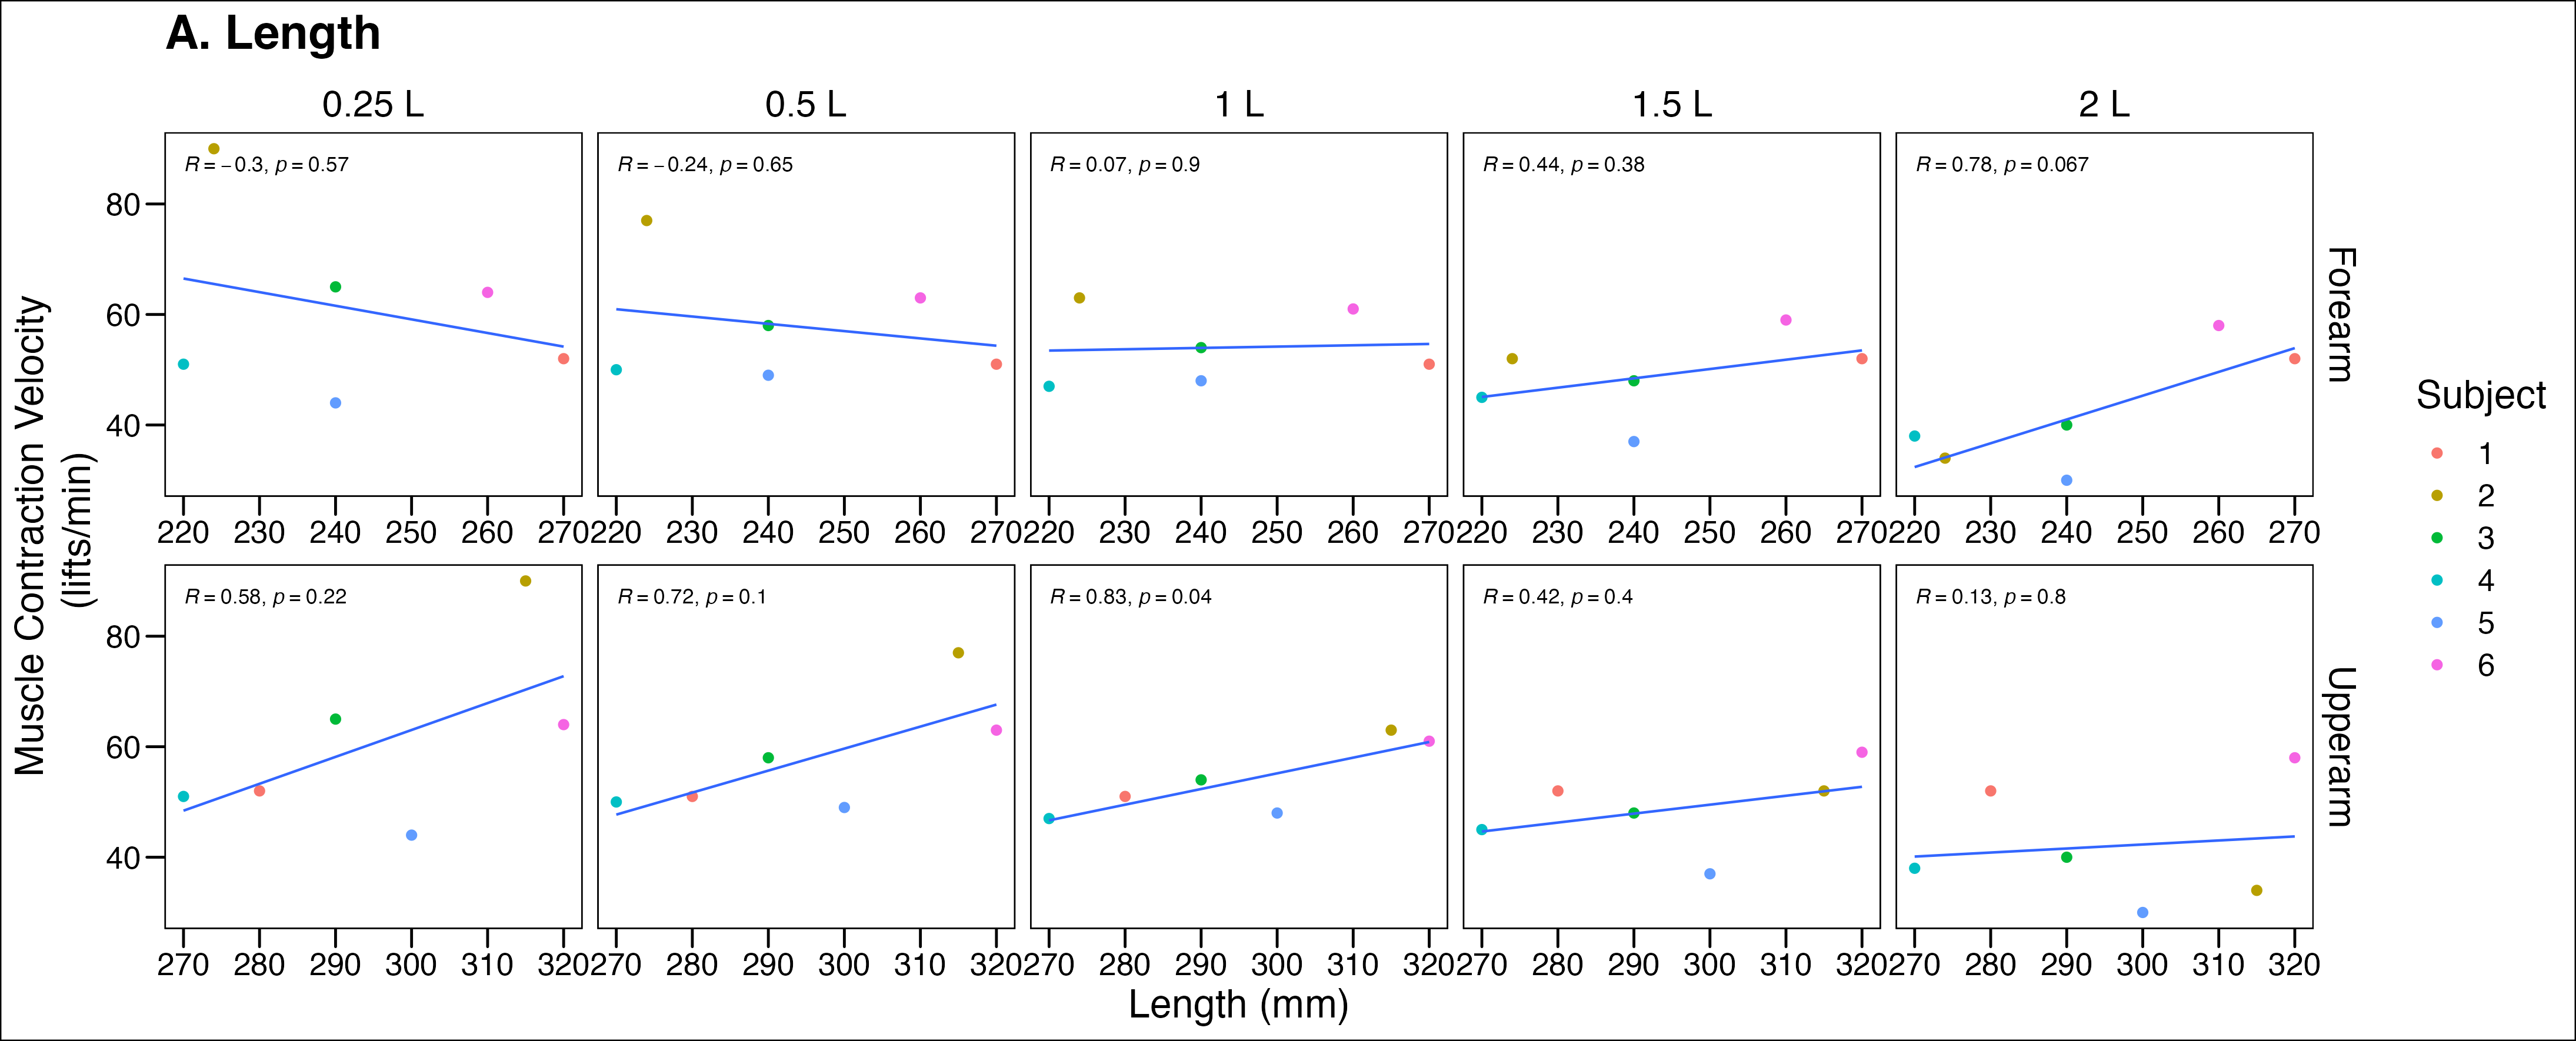 A. Length
0.25 L 0.5 L 1 L 1.5 L 2 L
R = −0.3, p = 0.57
R = −0.24, p = 0.65
R = 0.07, p = 0.9
R = 0.44, p = 0.38
R = 0.78, p = 0.067
80
60
40
Forearm
220 230 240 250 260 270
220 230 240 250 260 270
220 230 240 250 260 270
220 230 240 250 260 270
220 230 240 250 260 270
R = 0.58, p = 0.22
R = 0.72, p = 0.1
R = 0.83, p = 0.04
R = 0.42, p = 0.4
R = 0.13, p = 0.8
80
60
40
Upperarm
270 280 290 300 310 320
270 280 290 300 310 320
270 280 290 300 310 320
270 280 290 300 310 320
270 280 290 300 310 320
Length (mm)
Muscle Contraction Velocity
(lifts/min)
Subject
1
2
3
4
5
6